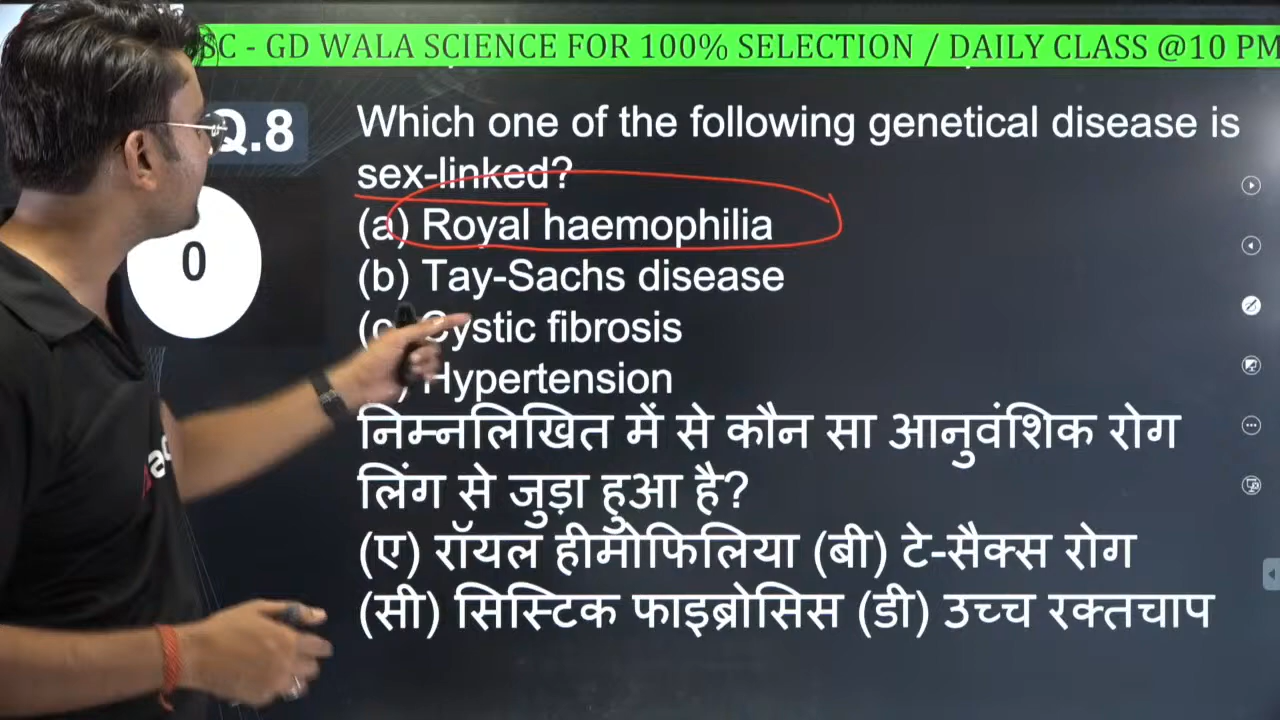 SC - GD WALA SCIENCE FOR 100% SELECTION / DAILY CLASS @10 PM
Q.8
0
Which one of the following genetical disease is
sex-linked?
(a) Royal haemophilia
(b) Tay-Sachs disease
(c) Cystic fibrosis
Hypertension
निम्नलिखित में से कौन सा आनुवंशिक रोग
लिंग से जुड़ा हुआ है?
(ए) रॉयल हीमोफिलिया (बी) टे-सैक्स रोग
(सी) सिस्टिक फाइब्रोसिस (डी) उच्च रक्तचाप